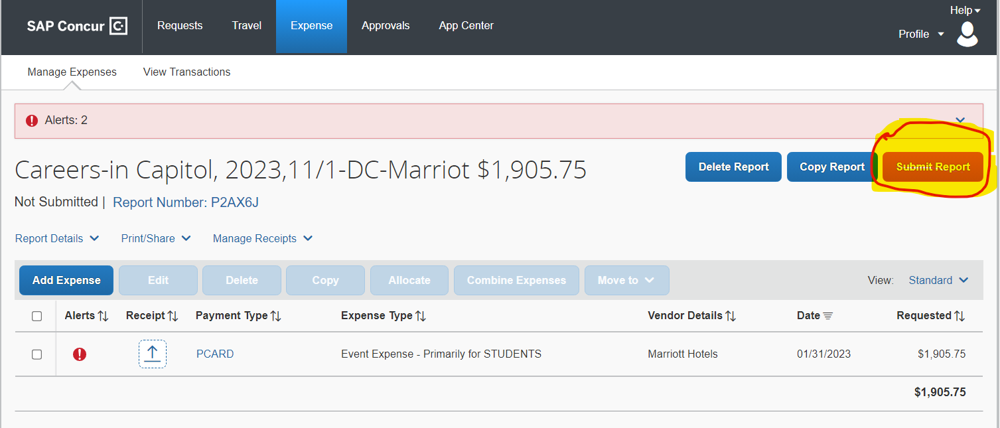 Help
SAP Concur C Requests Travel Expense Approvals App Center Profile
Manage Expenses View Transactions
Alerts: 2
Careers-in Capitol, 2023,11/1-DC-Marriot $1,905.75 Delete Report Copy Report Submit Report
Not Submitted | Report Number: P2AX6J
Report Details Print/Share Manage Receipts
Add Expense Edit Delete Copy Allocate Combine Expenses Move to View: Standard
Alerts Receipt Payment Type Expense Type Vendor Details Date Requested
PCARD Event Expense - Primarily for STUDENTS Marriott Hotels 01/31/2023 $1,905.75
$1,905.75